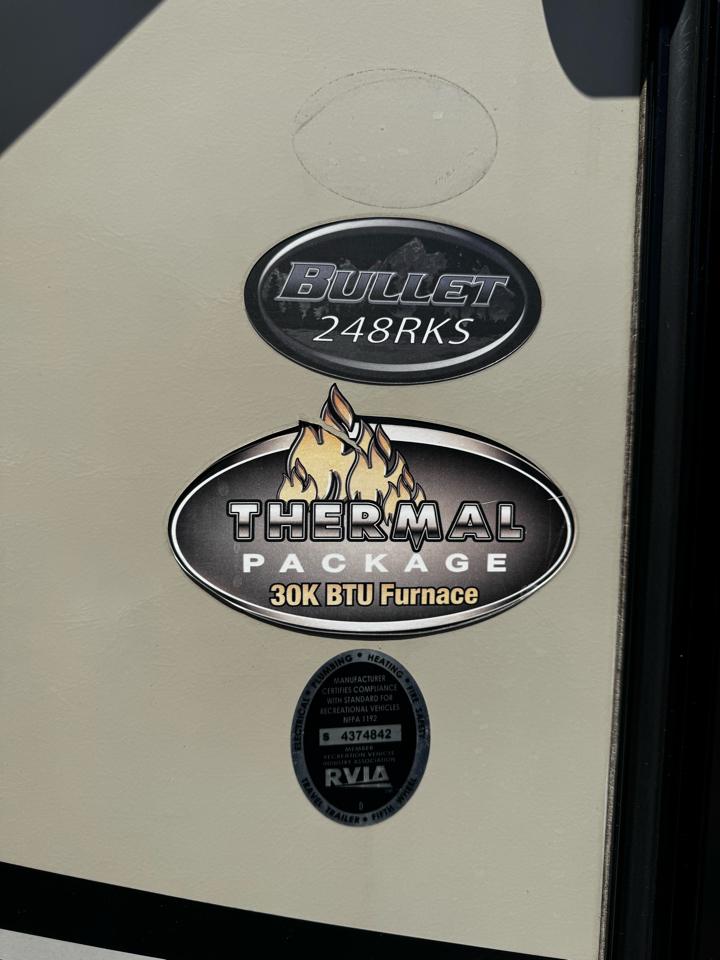 BULLET
248RKS
THERMAL
PACKAGE
30K BTU Furnace
ELECTRICAL • PLUMBING • HEATING • FIRE SAFETY
MANUFACTURER
CERTIFIES COMPLIANCE
WITH STANDARD FOR
RECREATIONAL VEHICLES
NFPA 1192
S 4374842
MEMBER
RECREATION VEHICLE
INDUSTRY ASSOCIATION
RVIA
D
TRAVEL TRAILER • FIFTH WHEEL